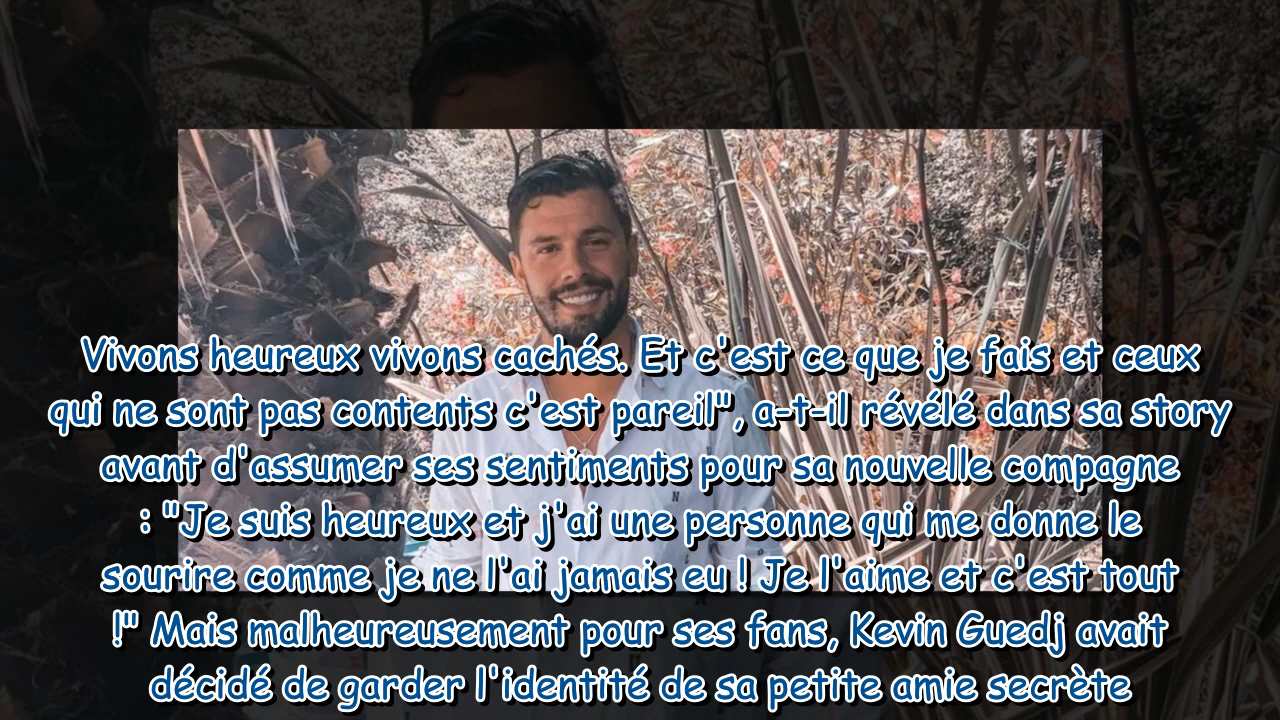 Vivons heureux vivons cachés. Et c'est ce que je fais et ceux
qui ne sont pas contents c'est pareil", a-t-il révélé dans sa story
avant d'assumer ses sentiments pour sa nouvelle compagne
: "Je suis heureux et j'ai une personne qui me donne le
sourire comme je ne l'ai jamais eu ! Je l'aime et c'est tout
!" Mais malheureusement pour ses fans, Kevin Guedj avait
décidé de garder l'identité de sa petite amie secrète
N